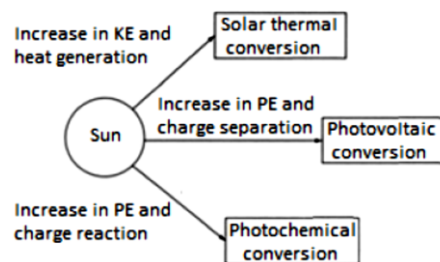 Increase in KE and
heat generation
Solar thermal
conversion
Sun
Increase in PE and
charge separation
Photovoltaic
conversion
Increase in PE and
charge reaction
Photochemical
conversion